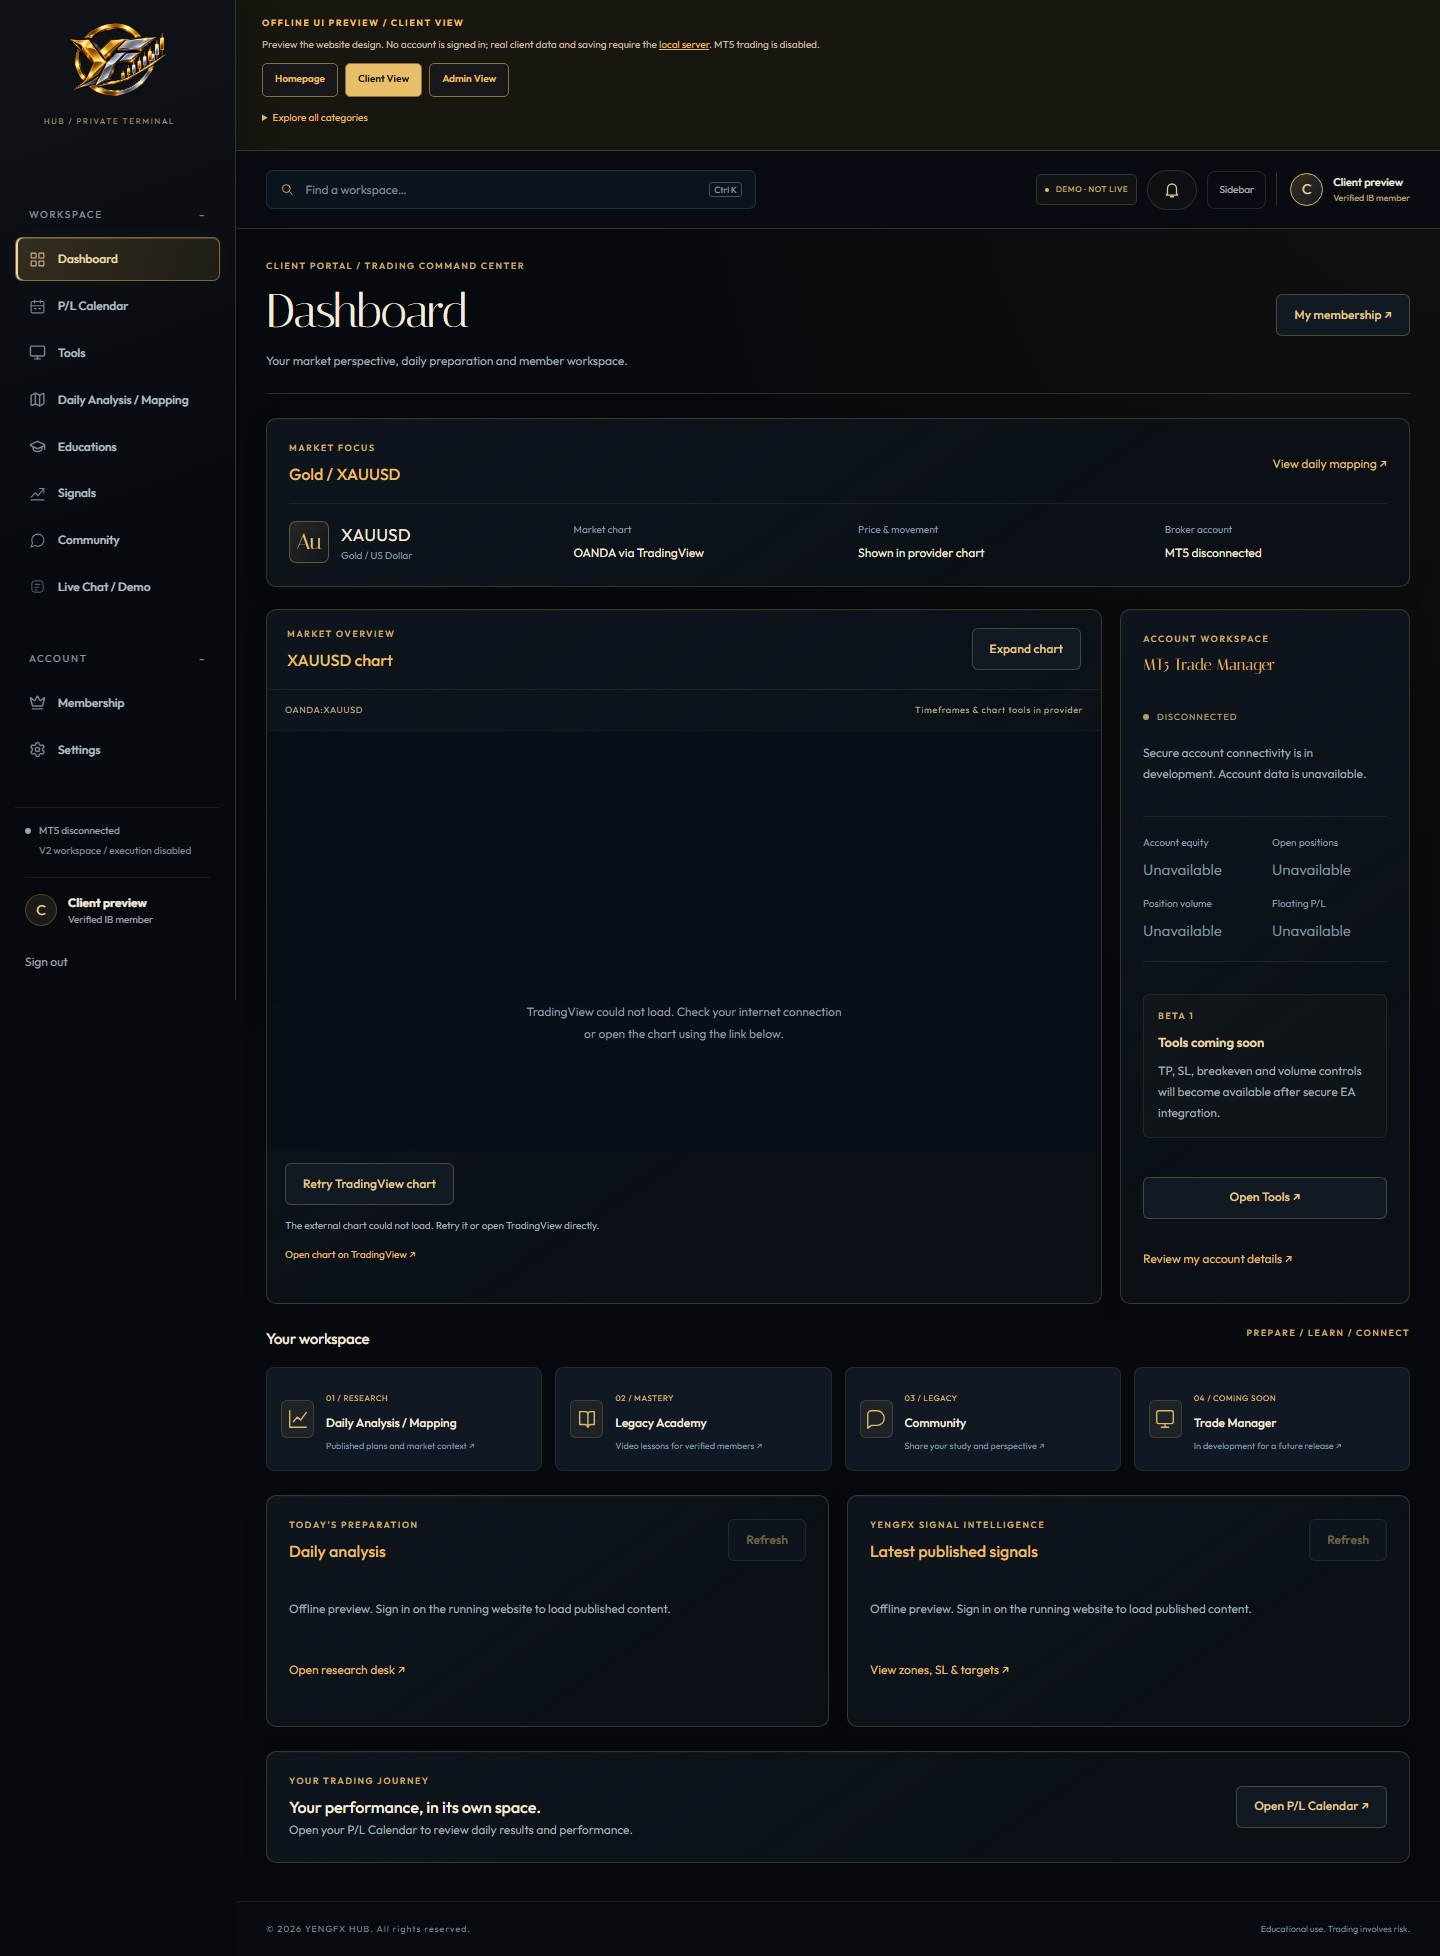 YF
HUB / PRIVATE TERMINAL
WORKSPACE –
Dashboard
P/L Calendar
Tools
Daily Analysis / Mapping
Educations
Signals
Community
Live Chat / Demo
ACCOUNT –
Membership
Settings
MT5 disconnected
V2 workspace / execution disabled
C
Client preview
Verified IB member
Sign out
OFFLINE UI PREVIEW / CLIENT VIEW
Preview the website design. No account is signed in; real client data and saving require the local server. MT5 trading is disabled.
Homepage
Client View
Admin View
▶ Explore all categories
Find a workspace...
Ctrl K
DEMO · NOT LIVE
Sidebar
C
Client preview
Verified IB member
CLIENT PORTAL / TRADING COMMAND CENTER
Dashboard
Your market perspective, daily preparation and member workspace.
My membership ↗
MARKET FOCUS
Gold / XAUUSD
View daily mapping ↗
Au
XAUUSD
Gold / US Dollar
Market chart
OANDA via TradingView
Price & movement
Shown in provider chart
Broker account
MT5 disconnected
MARKET OVERVIEW
XAUUSD chart
Expand chart
OANDA:XAUUSD
Timeframes & chart tools in provider
TradingView could not load. Check your internet connection
or open the chart using the link below.
Retry TradingView chart
The external chart could not load. Retry it or open TradingView directly.
Open chart on TradingView ↗
ACCOUNT WORKSPACE
MT5 Trade Manager
DISCONNECTED
Secure account connectivity is in
development. Account data is unavailable.
Account equity
Unavailable
Open positions
Unavailable
Position volume
Unavailable
Floating P/L
Unavailable
BETA 1
Tools coming soon
TP, SL, breakeven and volume controls
will become available after secure EA
integration.
Open Tools ↗
Review my account details ↗
Your workspace
PREPARE / LEARN / CONNECT
01 / RESEARCH
Daily Analysis / Mapping
Published plans and market context ↗
02 / MASTERY
Legacy Academy
Video lessons for verified members ↗
03 / LEGACY
Community
Share your study and perspective ↗
04 / COMING SOON
Trade Manager
In development for a future release ↗
TODAY'S PREPARATION
Daily analysis
Refresh
Offline preview. Sign in on the running website to load published content.
Open research desk ↗
YENGFX SIGNAL INTELLIGENCE
Latest published signals
Refresh
Offline preview. Sign in on the running website to load published content.
View zones, SL & targets ↗
YOUR TRADING JOURNEY
Your performance, in its own space.
Open your P/L Calendar to review daily results and performance.
Open P/L Calendar ↗
© 2026 YENGFX HUB. All rights reserved.
Educational use. Trading involves risk.